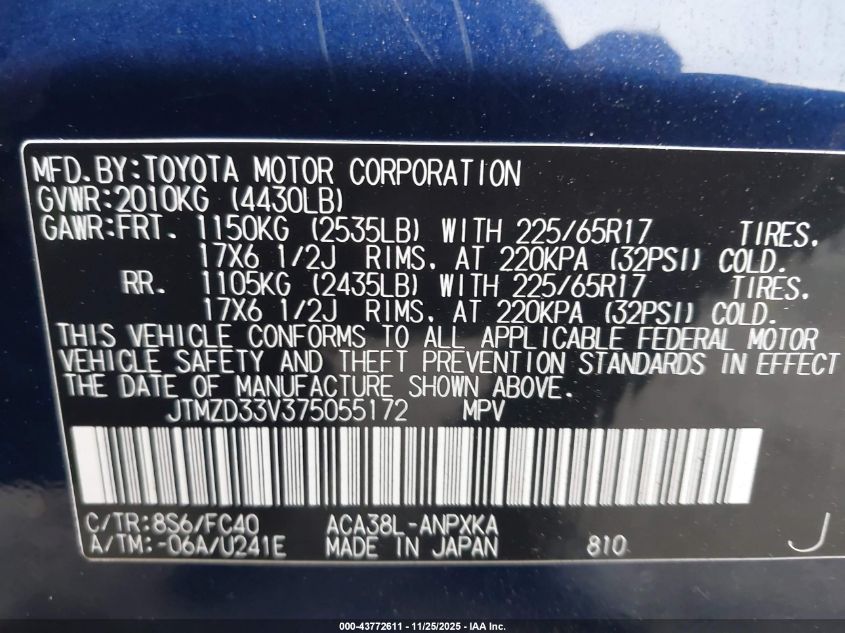 MFD.BY:TOYOTA MOTOR CORPORATION
GVWR:2010KG (4430LB)
GAWR:FRT. 1150KG (2535LB) WITH 225/65R17 TIRES.
17X6 1/2J RIMS, AT 220KPA (32PSI) COLD.
RR. 1105KG (2435LB) WITH 225/65R17 TIRES,
17X6 1/2J RIMS, AT 220KPA (32PSI) COLD.
THIS VEHICLE CONFORMS TO ALL APPLICABLE FEDERAL MOTOR
VEHICLE SAFETY AND THEFT PREVENTION STANDARDS IN EFFECT
THE DATE OF MANUFACTURE SHOWN ABOVE.
JTMZD33V375055172 MPV
C/TR:8S6/FC40 ACA38L-ANPXKA
A/TM:-06A/U241E MADE IN JAPAN 810 J
000-43772611 - 11/25/2025 - IAA Inc.